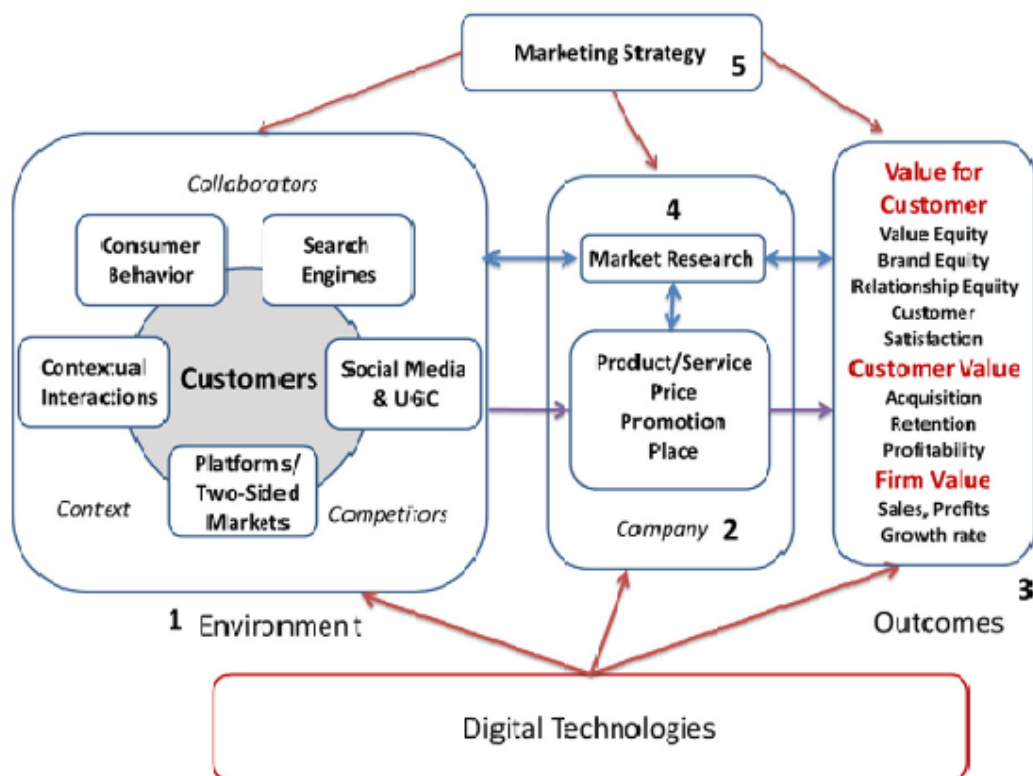 Marketing Strategy
5
Collaborators
Consumer
Behavior
Search
Engines
Contextual
Interactions
Customers
Social Media
& UGC
Platforms/
Two-Sided
Markets
Context
Competitors
1 Environment
4
Market Research
Product/Service
Price
Promotion
Place
Company 2
Value for
Customer
Value Equity
Brand Equity
Relationship Equity
Customer
Satisfaction
Customer Value
Acquisition
Retention
Profitability
Firm Value
Sales, Profits
Growth rate
3
Outcomes
Digital Technologies